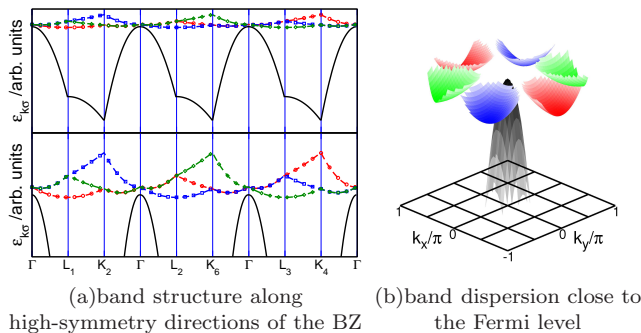 ε_kσ /arb. units
ε_kσ /arb. units
Γ L_1 K_2 Γ L_2 K_6 Γ L_3 K_4 Γ
1 0 -1 0 1
k_x/π k_y/π
(a)band structure along
high-symmetry directions of the BZ
(b)band dispersion close to
the Fermi level